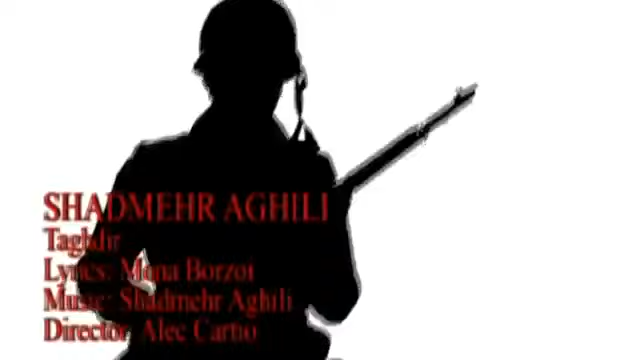 SHADMEHR AGHILI
Taghdir
Lyrics: Mona Borzoi
Music: Shadmehr Aghili
Director: Alec Cartio